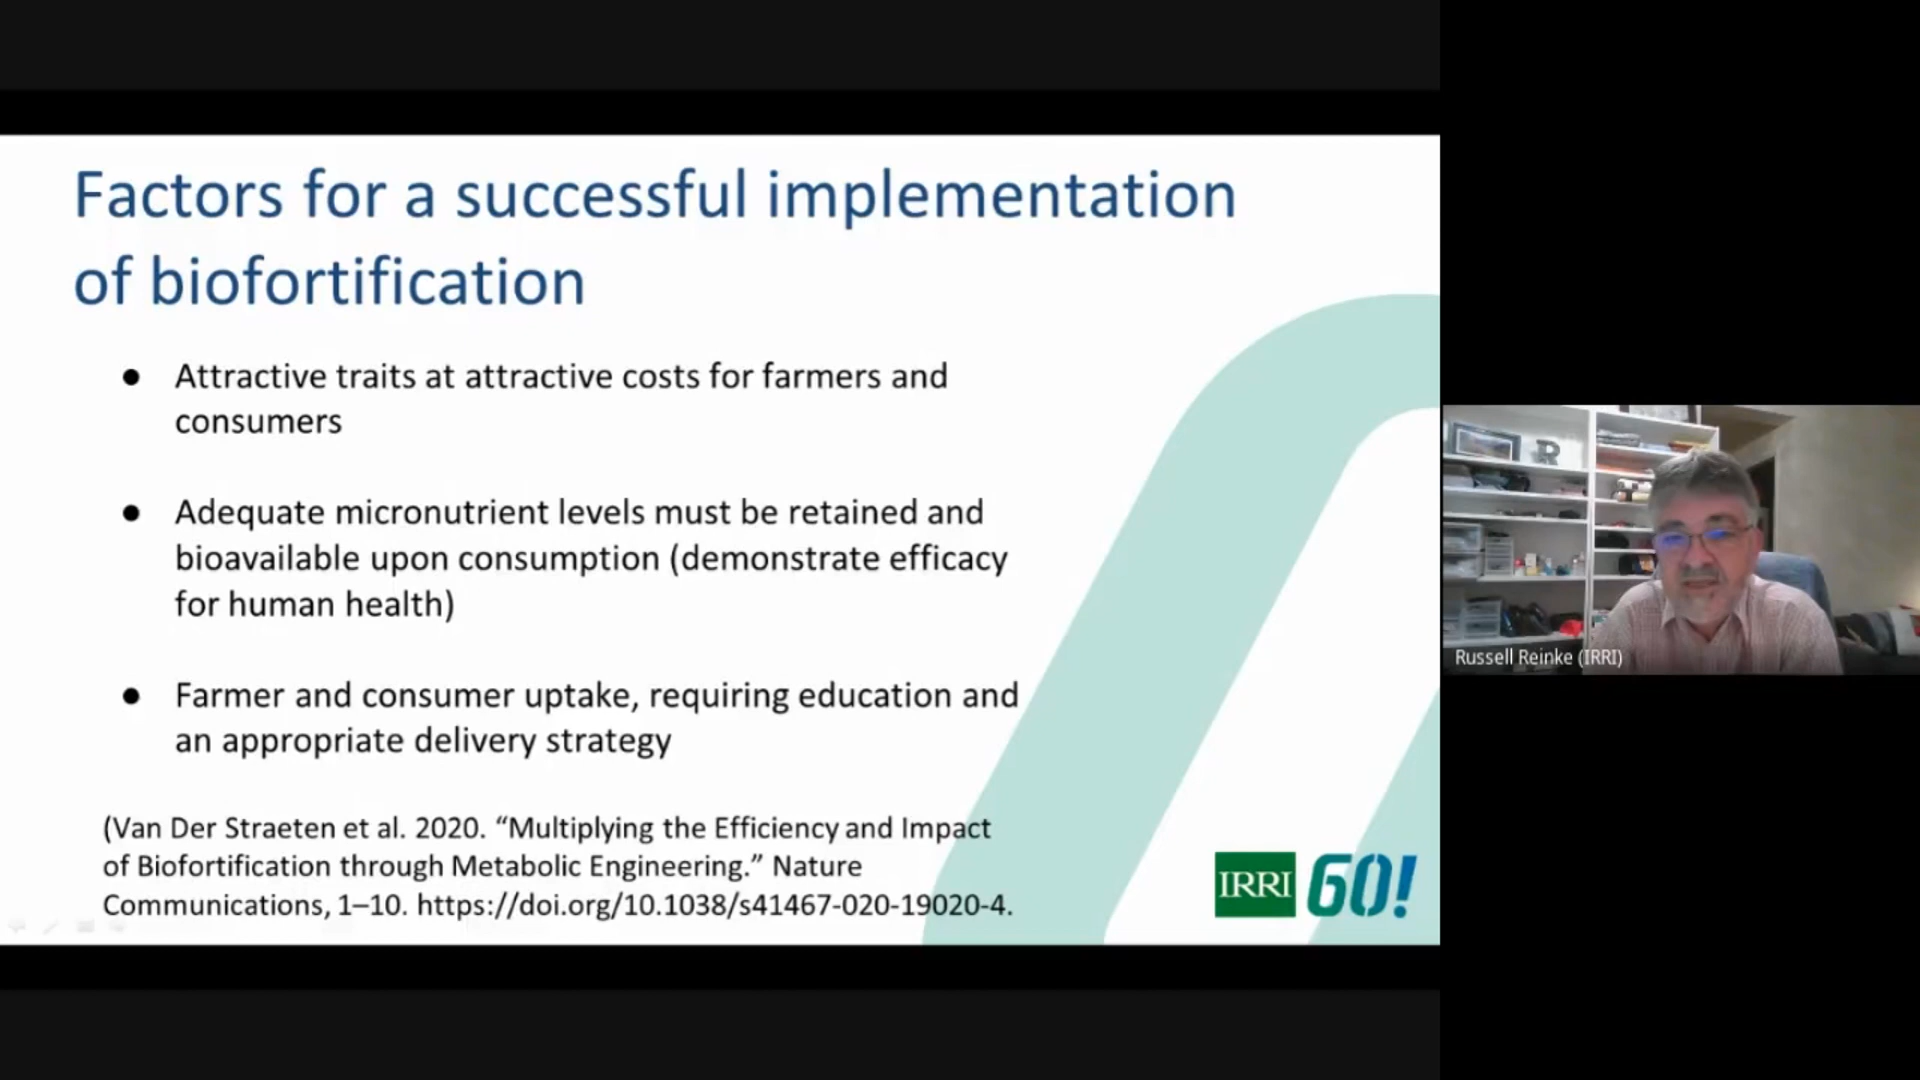 Factors for a successful implementation
of biofortification
● Attractive traits at attractive costs for farmers and
consumers
● Adequate micronutrient levels must be retained and
bioavailable upon consumption (demonstrate efficacy
for human health)
● Farmer and consumer uptake, requiring education and
an appropriate delivery strategy
(Van Der Straeten et al. 2020. “Multiplying the Efficiency and Impact
of Biofortification through Metabolic Engineering.” Nature
Communications, 1–10. https://doi.org/10.1038/s41467-020-19020-4.
IRRI 60!
R
Russell Reinke (IRRI)